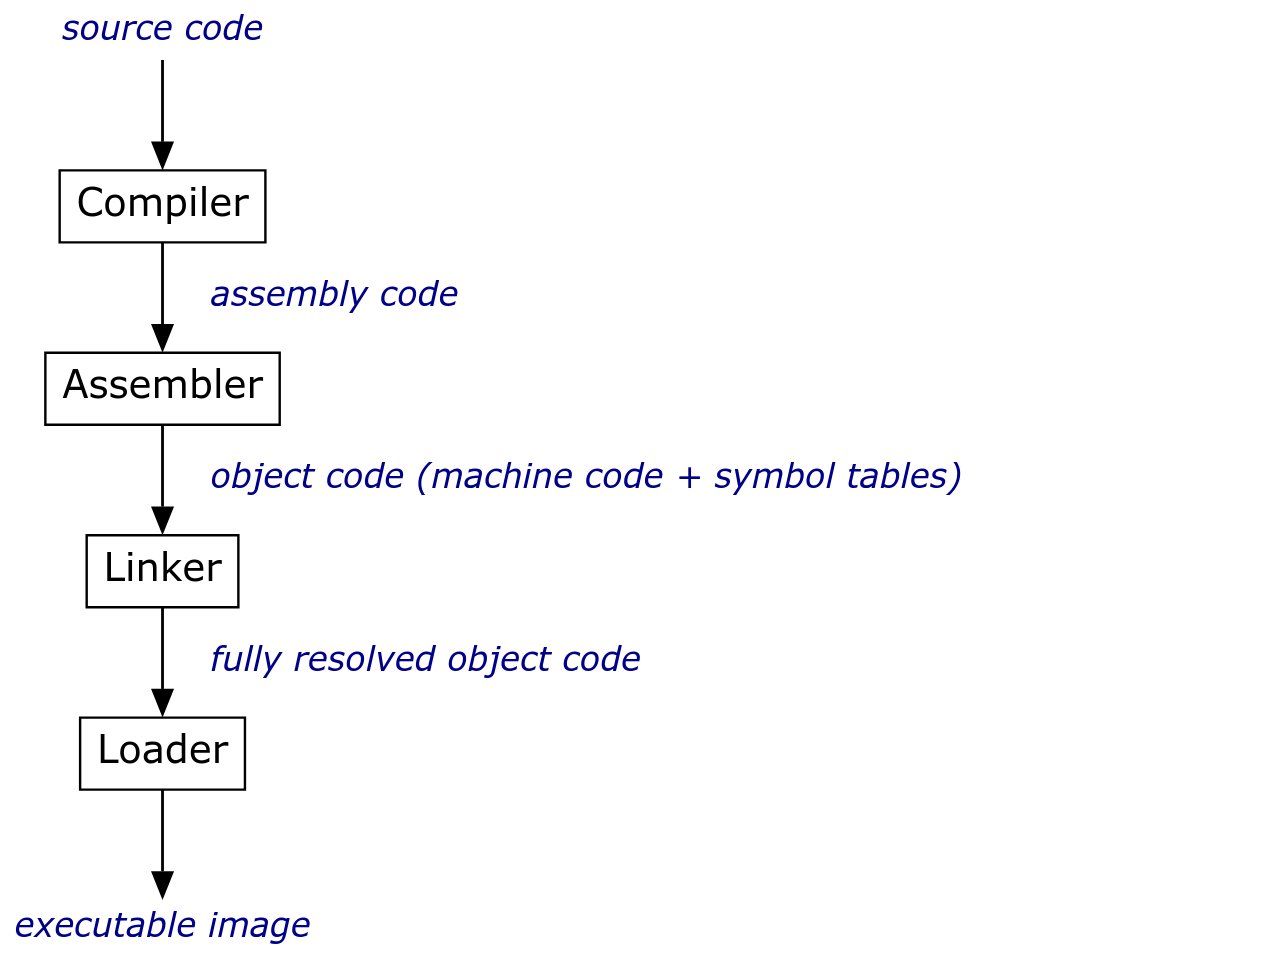 source code
Compiler
assembly code
Assembler
object code (machine code + symbol tables)
Linker
fully resolved object code
Loader
executable image